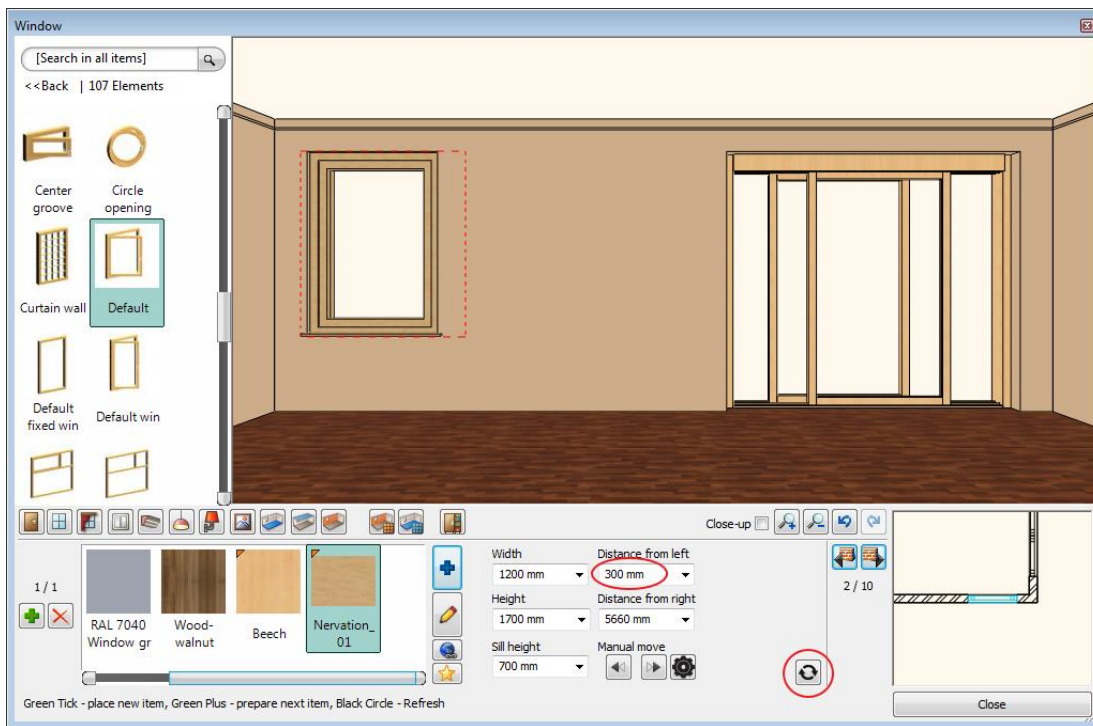 Window
[Search in all items]
<<Back | 107 Elements
Center
groove
Circle
opening
Curtain wall
Default
Default
fixed win
Default win
Close-up
1 / 1
RAL 7040
Window gr
Wood-
walnut
Beech
Nervation_
01
Width
1200 mm
Distance from left
300 mm
Height
1700 mm
Distance from right
5660 mm
Sill height
700 mm
Manual move
2 / 10
Green Tick - place new item, Green Plus - prepare next item, Black Circle - Refresh
Close